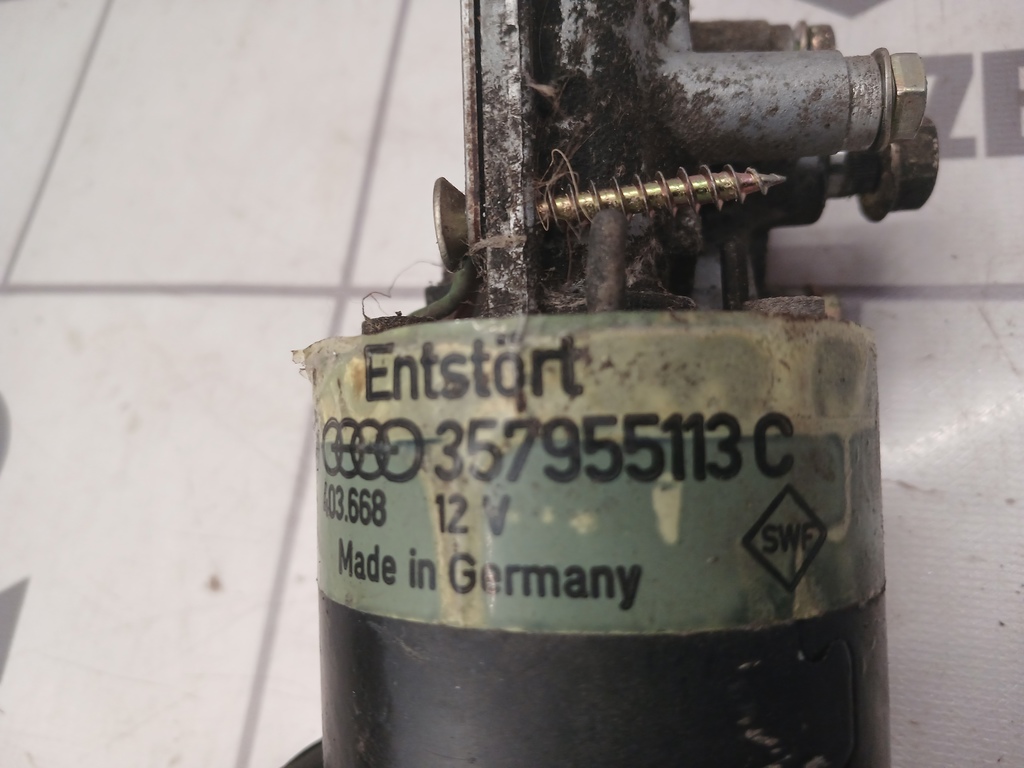 Entstört
357955113 C
403.668 12 V
Made in Germany
SWF